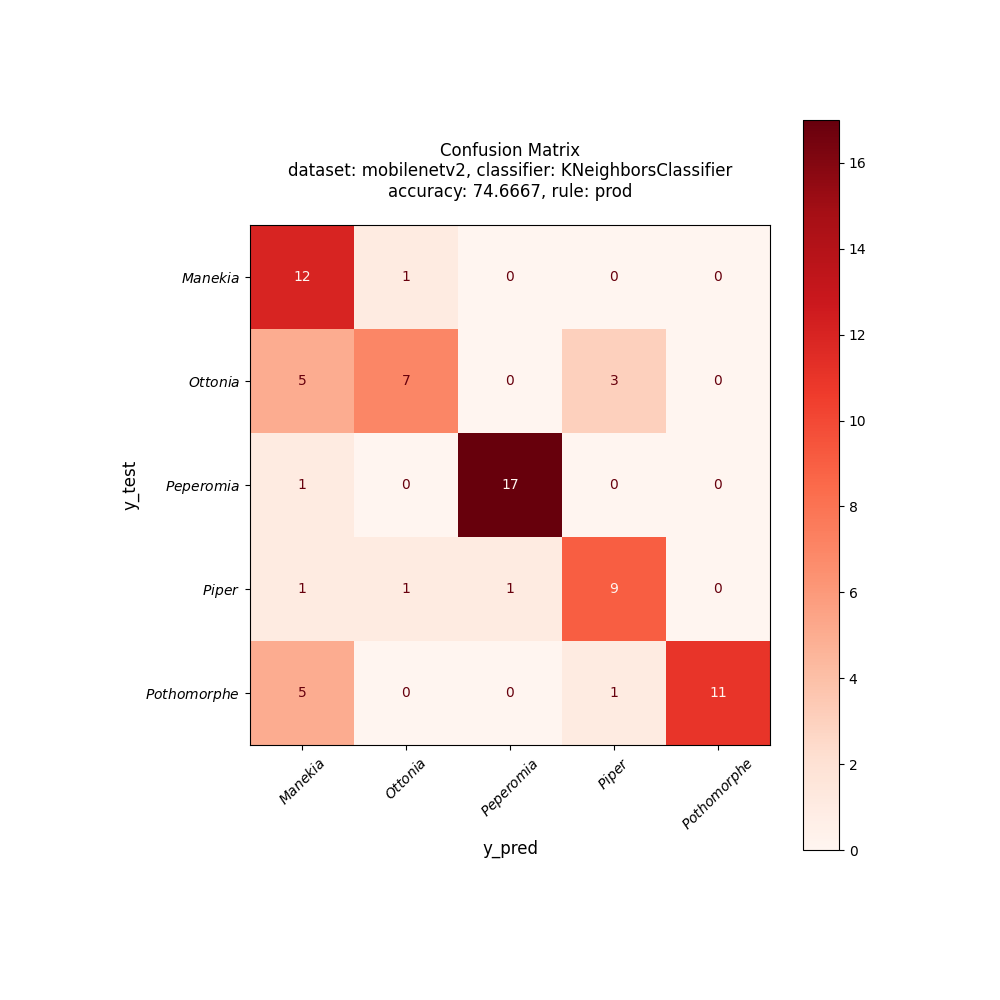 Confusion Matrix
dataset: mobilenetv2, classifier: KNeighborsClassifier
accuracy: 74.6667, rule: prod
y_test
Manekia 12 1 0 0 0
Ottonia 5 7 0 3 0
Peperomia 1 0 17 0 0
Piper 1 1 1 9 0
Pothomorphe 5 0 0 1 11
Manekia Ottonia Peperomia Piper Pothomorphe
y_pred
16
14
12
10
8
6
4
2
0